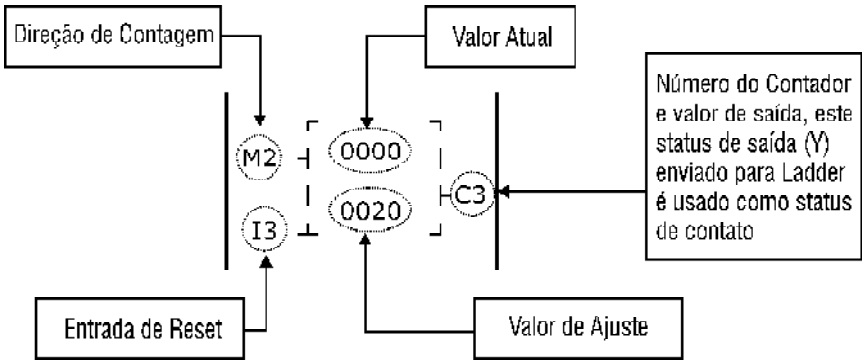 Direção de Contagem
Valor Atual
Número do Contador
e valor de saída, este
status de saída (Y)
enviado para Ladder
é usado como status
de contato
M2
0000
C3
I3
0020
Entrada de Reset
Valor de Ajuste